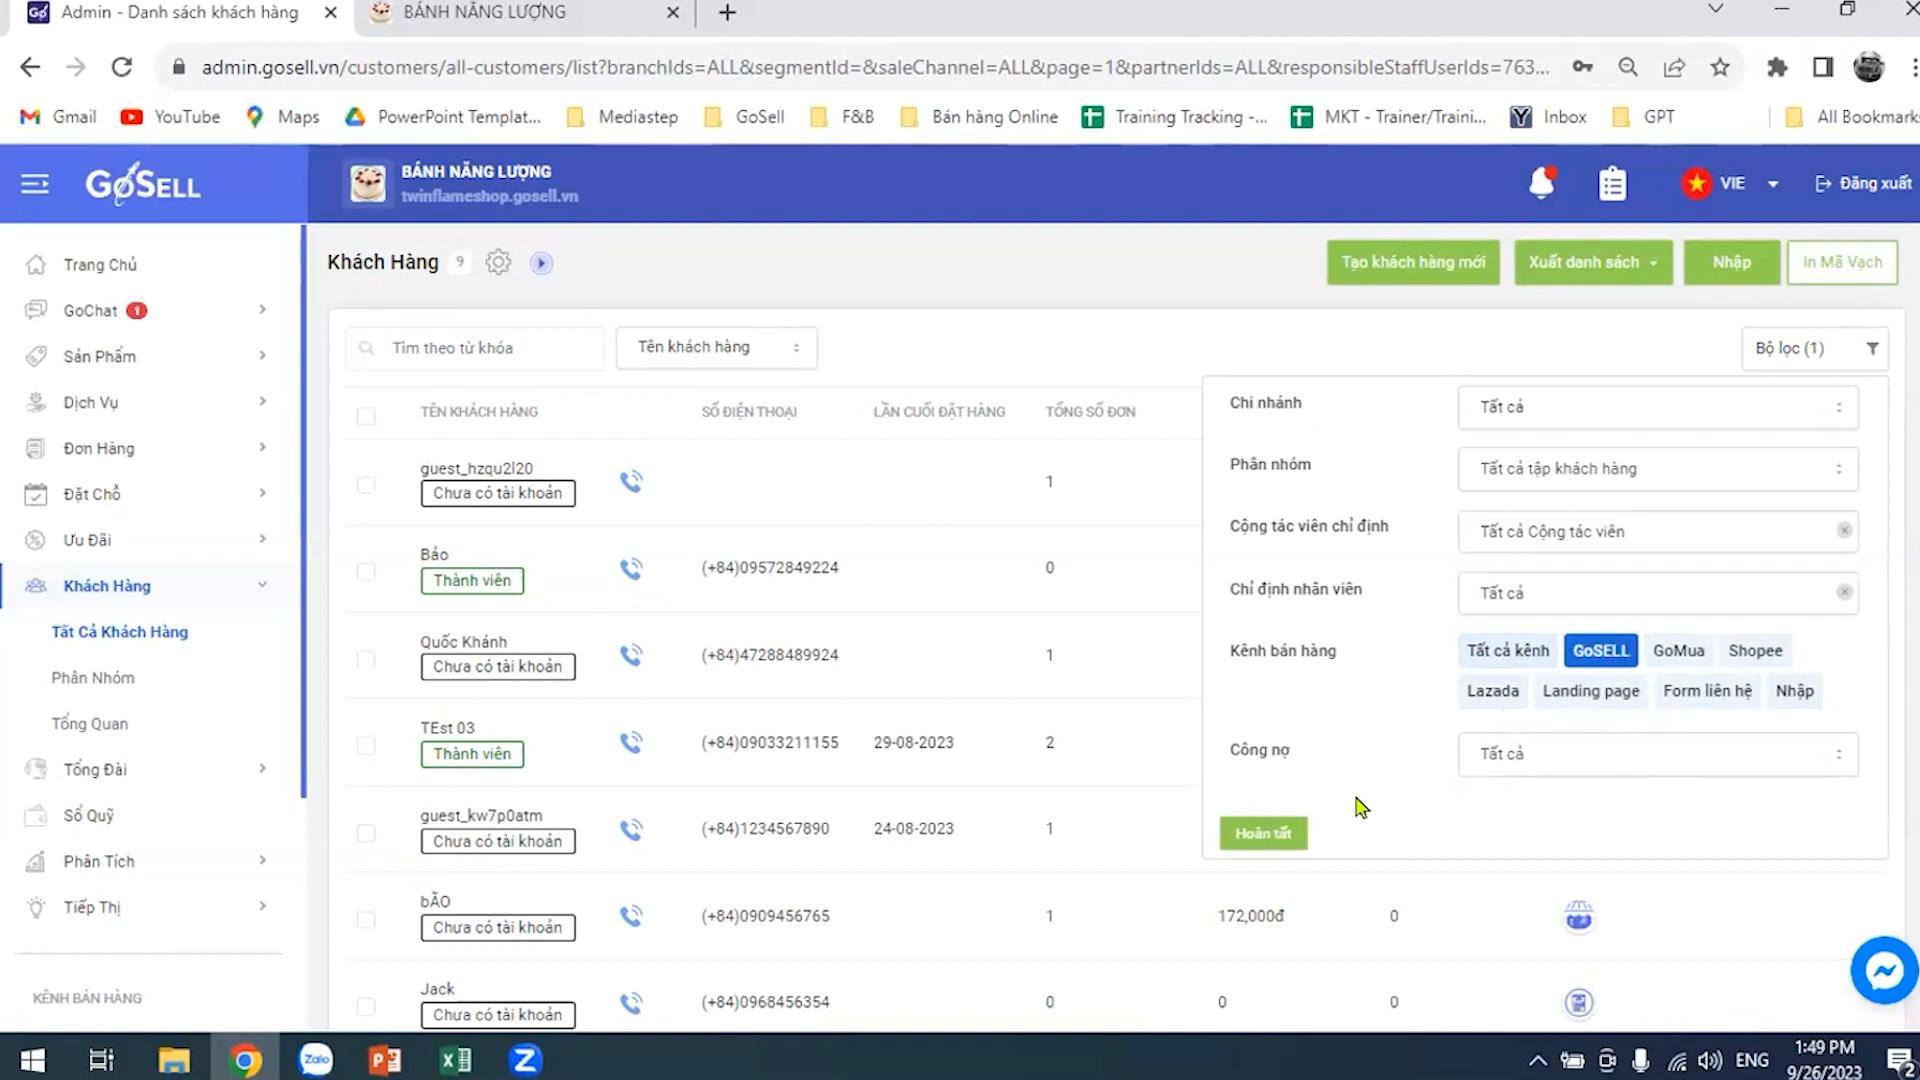 Admin - Danh sách khách hàng
BÁNH NĂNG LƯỢNG
admin.gosell.vn/customers/all-customers/list?branchIds=ALL&segmentId=&saleChannel=ALL&page=1&partnerIds=ALL&responsibleStaffUserIds=763...
Gmail
YouTube
Maps
PowerPoint Templat...
Mediastep
GoSell
F&B
Bán hàng Online
Training Tracking -...
MKT - Trainer/Traini...
Inbox
GPT
All Bookmarks
GOSELL
BÁNH NĂNG LƯỢNG
twinflameshop.gosell.vn
VIE
Đăng xuất
Trang Chủ
GoChat 1
Sản Phẩm
Dịch Vụ
Đơn Hàng
Đặt Chỗ
Ưu Đãi
Khách Hàng
Tất Cả Khách Hàng
Phân Nhóm
Tổng Quan
Tổng Đài
Sổ Quỹ
Phân Tích
Tiếp Thị
KÊNH BÁN HÀNG
Khách Hàng 9
Tạo khách hàng mới
Xuất danh sách
Nhập
In Mã Vạch
Tìm theo từ khóa
Tên khách hàng
Bộ lọc (1)
TÊN KHÁCH HÀNG SỐ ĐIỆN THOẠI LẦN CUỐI ĐẶT HÀNG TỔNG SỐ ĐƠN
guest_hzqu2l20
Chưa có tài khoản
1
Bảo
Thành viên
(+84)09572849224 0
Quốc Khánh
Chưa có tài khoản
(+84)47288489924 1
TEst 03
Thành viên
(+84)09033211155 29-08-2023 2
guest_kw7p0atm
Chưa có tài khoản
(+84)1234567890 24-08-2023 1
bÃO
Chưa có tài khoản
(+84)0909456765 1 172,000đ 0
Jack
Chưa có tài khoản
(+84)0968456354 0 0 0
Chi nhánh
Tất cả
Phân nhóm
Tất cả tập khách hàng
Cộng tác viên chỉ định
Tất cả Cộng tác viên
Chỉ định nhân viên
Tất cả
Kênh bán hàng
Tất cả kênh GoSELL GoMua Shopee
Lazada Landing page Form liên hệ Nhập
Công nợ
Tất cả
Hoàn tất
Zalo
ENG
1:49 PM
9/26/2023
2